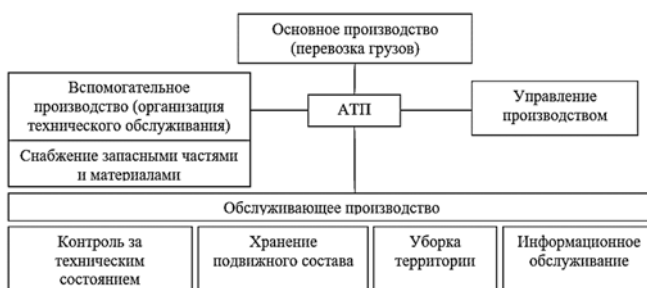 Основное производство
(перевозка грузов)
Вспомогательное
производство (организация
технического обслуживания)
Снабжение запасными частями
и материалами
АТП
Управление
производством
Обслуживающее производство
Контроль за
техническим
состоянием
Хранение
подвижного состава
Уборка
территории
Информационное
обслуживание